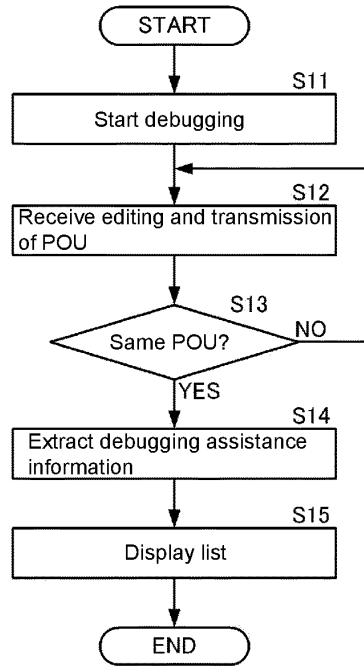 START
S11
Start debugging
S12
Receive editing and transmission
of POU
S13
Same POU?
NO
YES
S14
Extract debugging assistance
information
S15
Display list
END